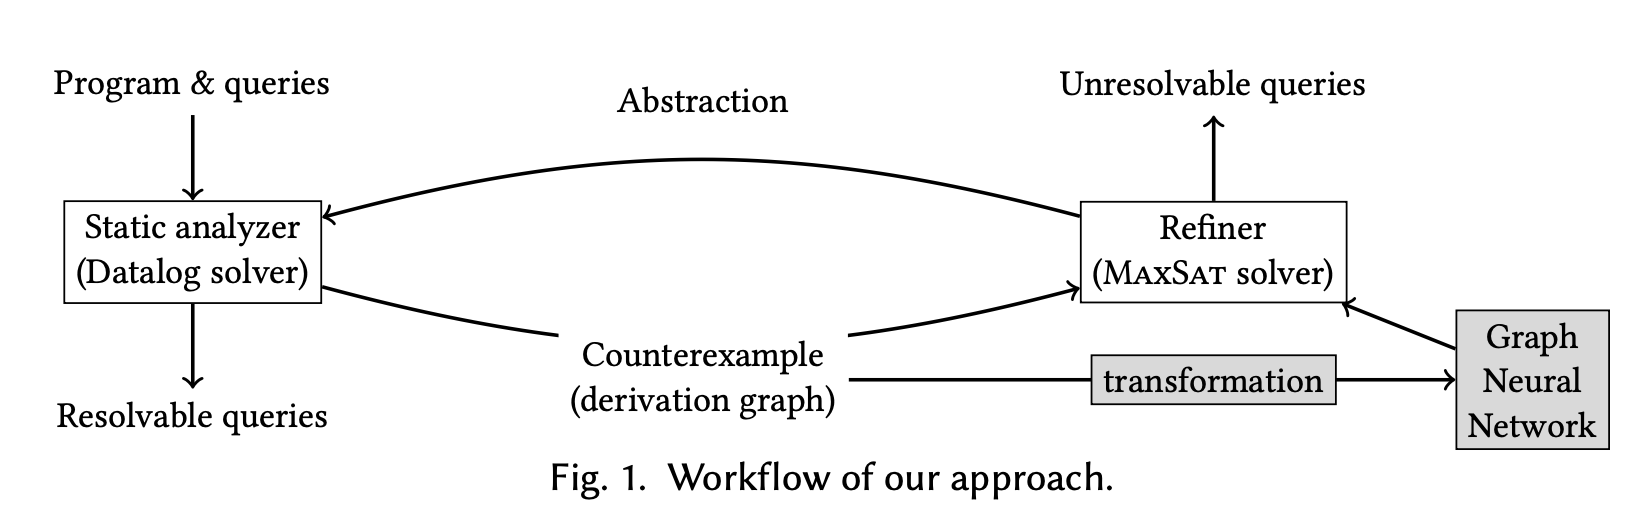 Program & queries
Abstraction
Unresolvable queries
Static analyzer
(Datalog solver)
Refiner
(MAXSAT solver)
Counterexample
(derivation graph)
transformation
Graph
Neural
Network
Resolvable queries
Fig. 1. Workflow of our approach.